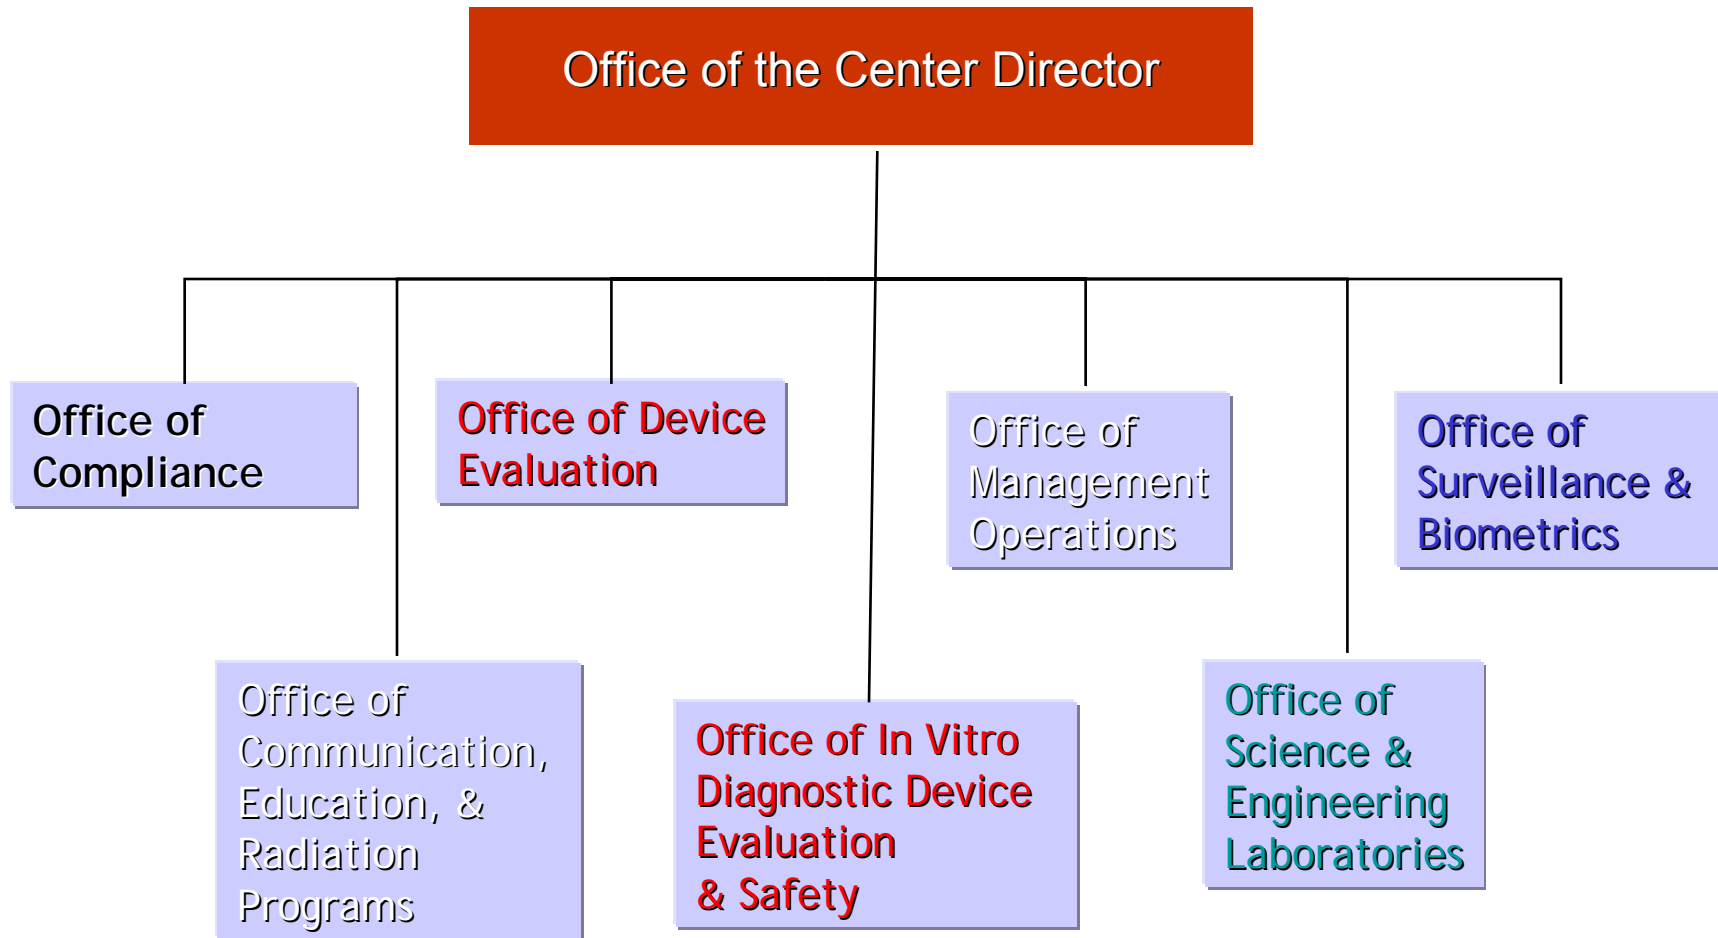 Office of the Center Director
Office of
Compliance
Office of Device
Evaluation
Office of
Management
Operations
Office of
Surveillance &
Biometrics
Office of
Communication,
Education, &
Radiation
Programs
Office of In Vitro
Diagnostic Device
Evaluation
& Safety
Office of
Science &
Engineering
Laboratories